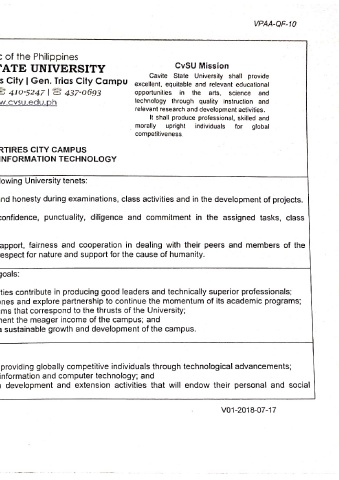 VPAA-QF-10
c of the Philippines
TATE UNIVERSITY
s City | Gen. Trias City Campu
☏ 410-5247 | ☏ 437-0693
w.cvsu.edu.ph
CvSU Mission
Cavite State University shall provide
excellent, equitable and relevant educational
opportunities in the arts, science and
technology through quality instruction and
relevant research and development activities.
It shall produce professional, skilled and
morally upright individuals for global
competitiveness.
RTIRES CITY CAMPUS
INFORMATION TECHNOLOGY
lowing University tenets:
nd honesty during examinations, class activities and in the development of projects.
confidence, punctuality, diligence and commitment in the assigned tasks, class
apport, fairness and cooperation in dealing with their peers and members of the
espect for nature and support for the cause of humanity.
goals:
ties contribute in producing good leaders and technically superior professionals;
ones and explore partnership to continue the momentum of its academic programs;
ms that correspond to the thrusts of the University;
ment the meager income of the campus; and
a sustainable growth and development of the campus.
providing globally competitive individuals through technological advancements;
information and computer technology; and
n development and extension activities that will endow their personal and social
V01-2018-07-17